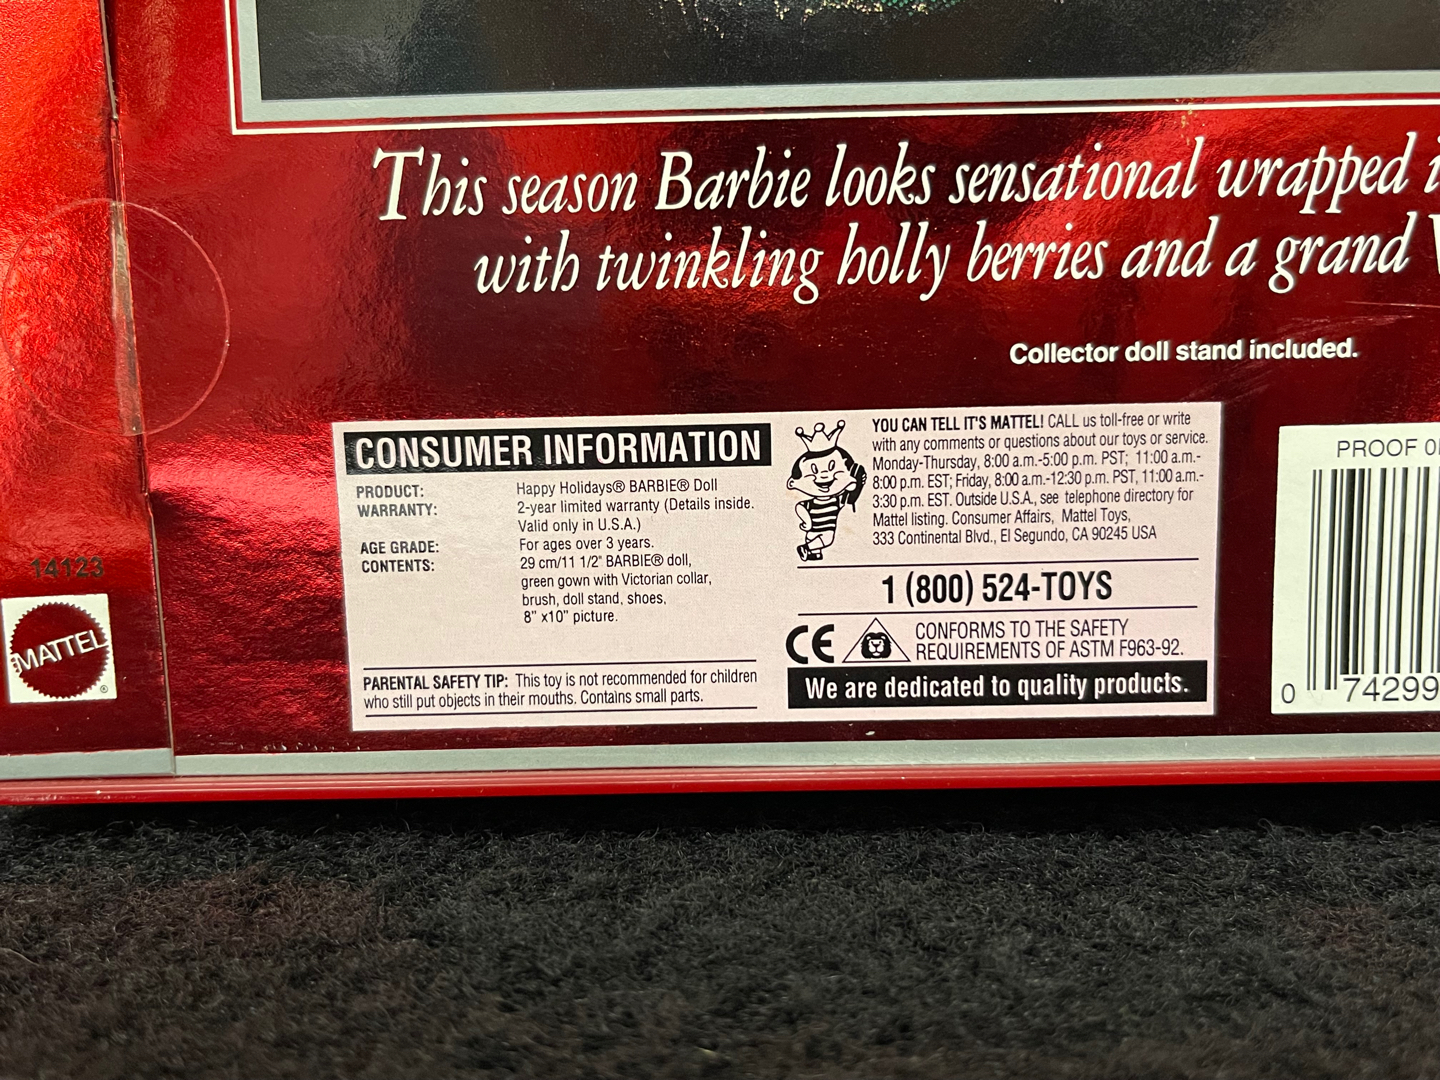 This season Barbie looks sensational wrapped
with twinkling holly berries and a grand
Collector doll stand included.
CONSUMER INFORMATION
PRODUCT: Happy Holidays® BARBIE® Doll
WARRANTY: 2-year limited warranty (Details inside.
Valid only in U.S.A.)
AGE GRADE: For ages over 3 years.
CONTENTS: 29 cm/11 1/2" BARBIE® doll,
green gown with Victorian collar,
brush, doll stand, shoes,
8" x10" picture.
PARENTAL SAFETY TIP: This toy is not recommended for children
who still put objects in their mouths. Contains small parts.
YOU CAN TELL IT'S MATTEL! CALL us toll-free or write
with any comments or questions about our toys or service.
Monday-Thursday, 8:00 a.m.-5:00 p.m. PST; 11:00 a.m.-
8:00 p.m. EST; Friday, 8:00 a.m.-12:30 p.m. PST, 11:00 a.m.-
3:30 p.m. EST. Outside U.S.A., see telephone directory for
Mattel listing. Consumer Affairs, Mattel Toys,
333 Continental Blvd., El Segundo, CA 90245 USA
1 (800) 524-TOYS
CE CONFORMS TO THE SAFETY
REQUIREMENTS OF ASTM F963-92.
We are dedicated to quality products.
PROOF
0 74299
14123
MATTEL ®